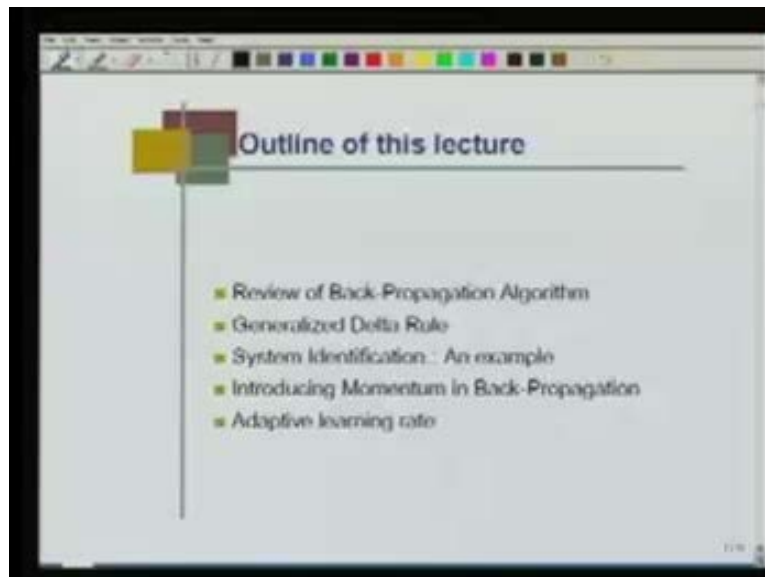 Outline of this lecture
Review of Back-Propagation Algorithm
Generalized Delta Rule
System Identification : An example
Introducing Momentum in Back-Propagation
Adaptive learning rate